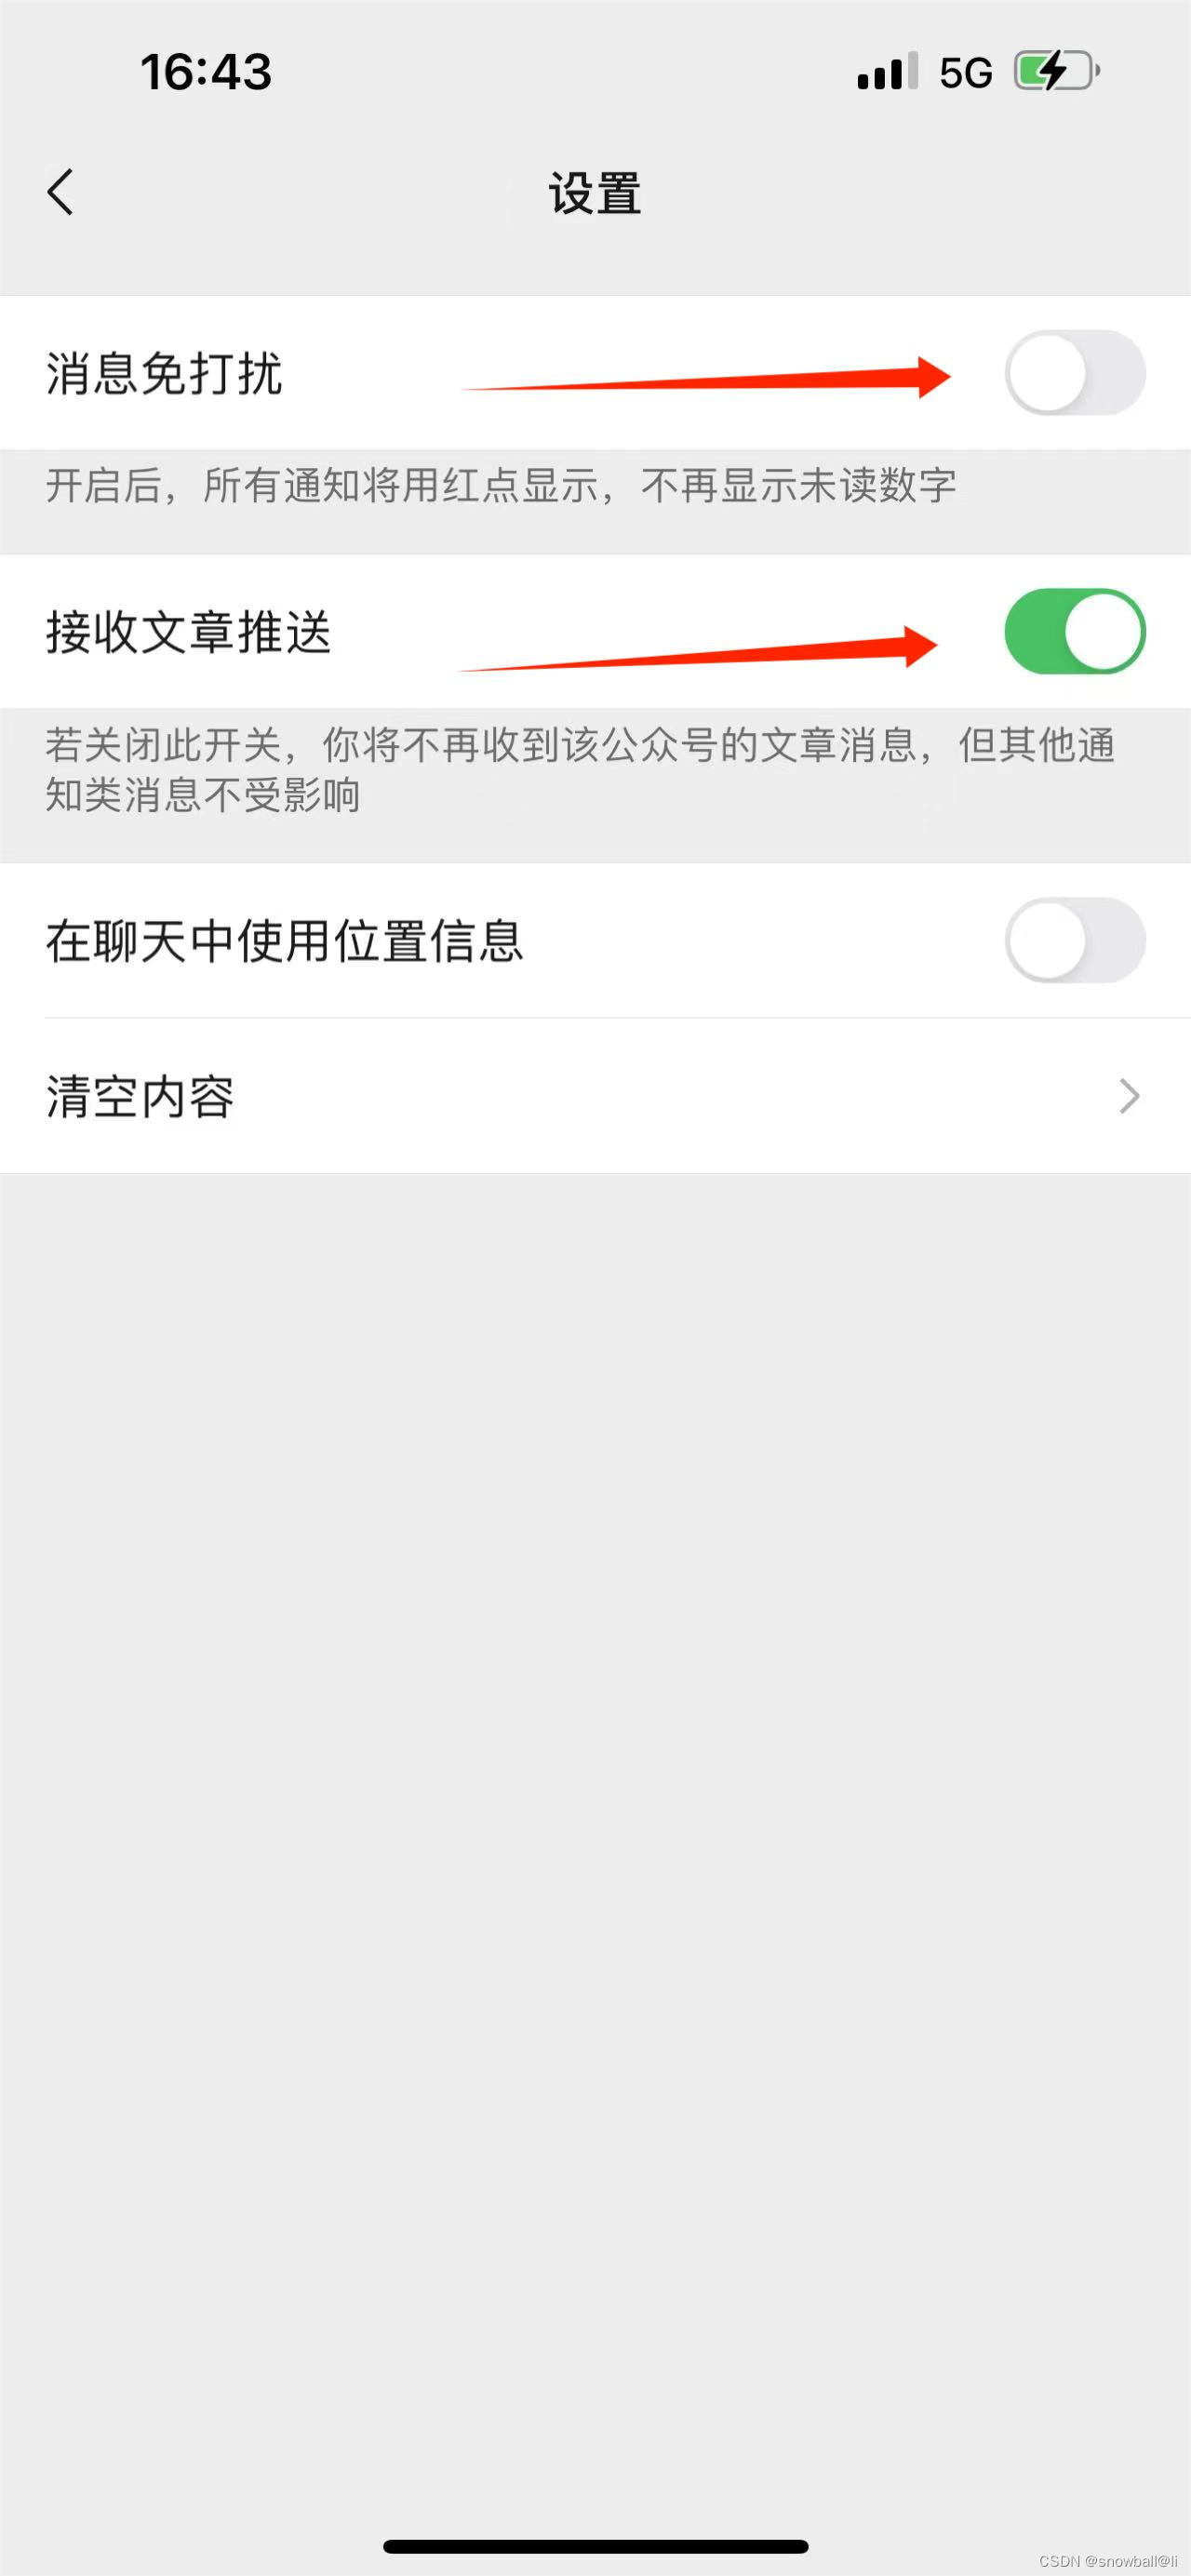 16:43
5G
设置
消息免打扰
开启后，所有通知将用红点显示，不再显示未读数字
接收文章推送
若关闭此开关，你将不再收到该公众号的文章消息，但其他通
知类消息不受影响
在聊天中使用位置信息
清空内容
CSDN @snowball@li